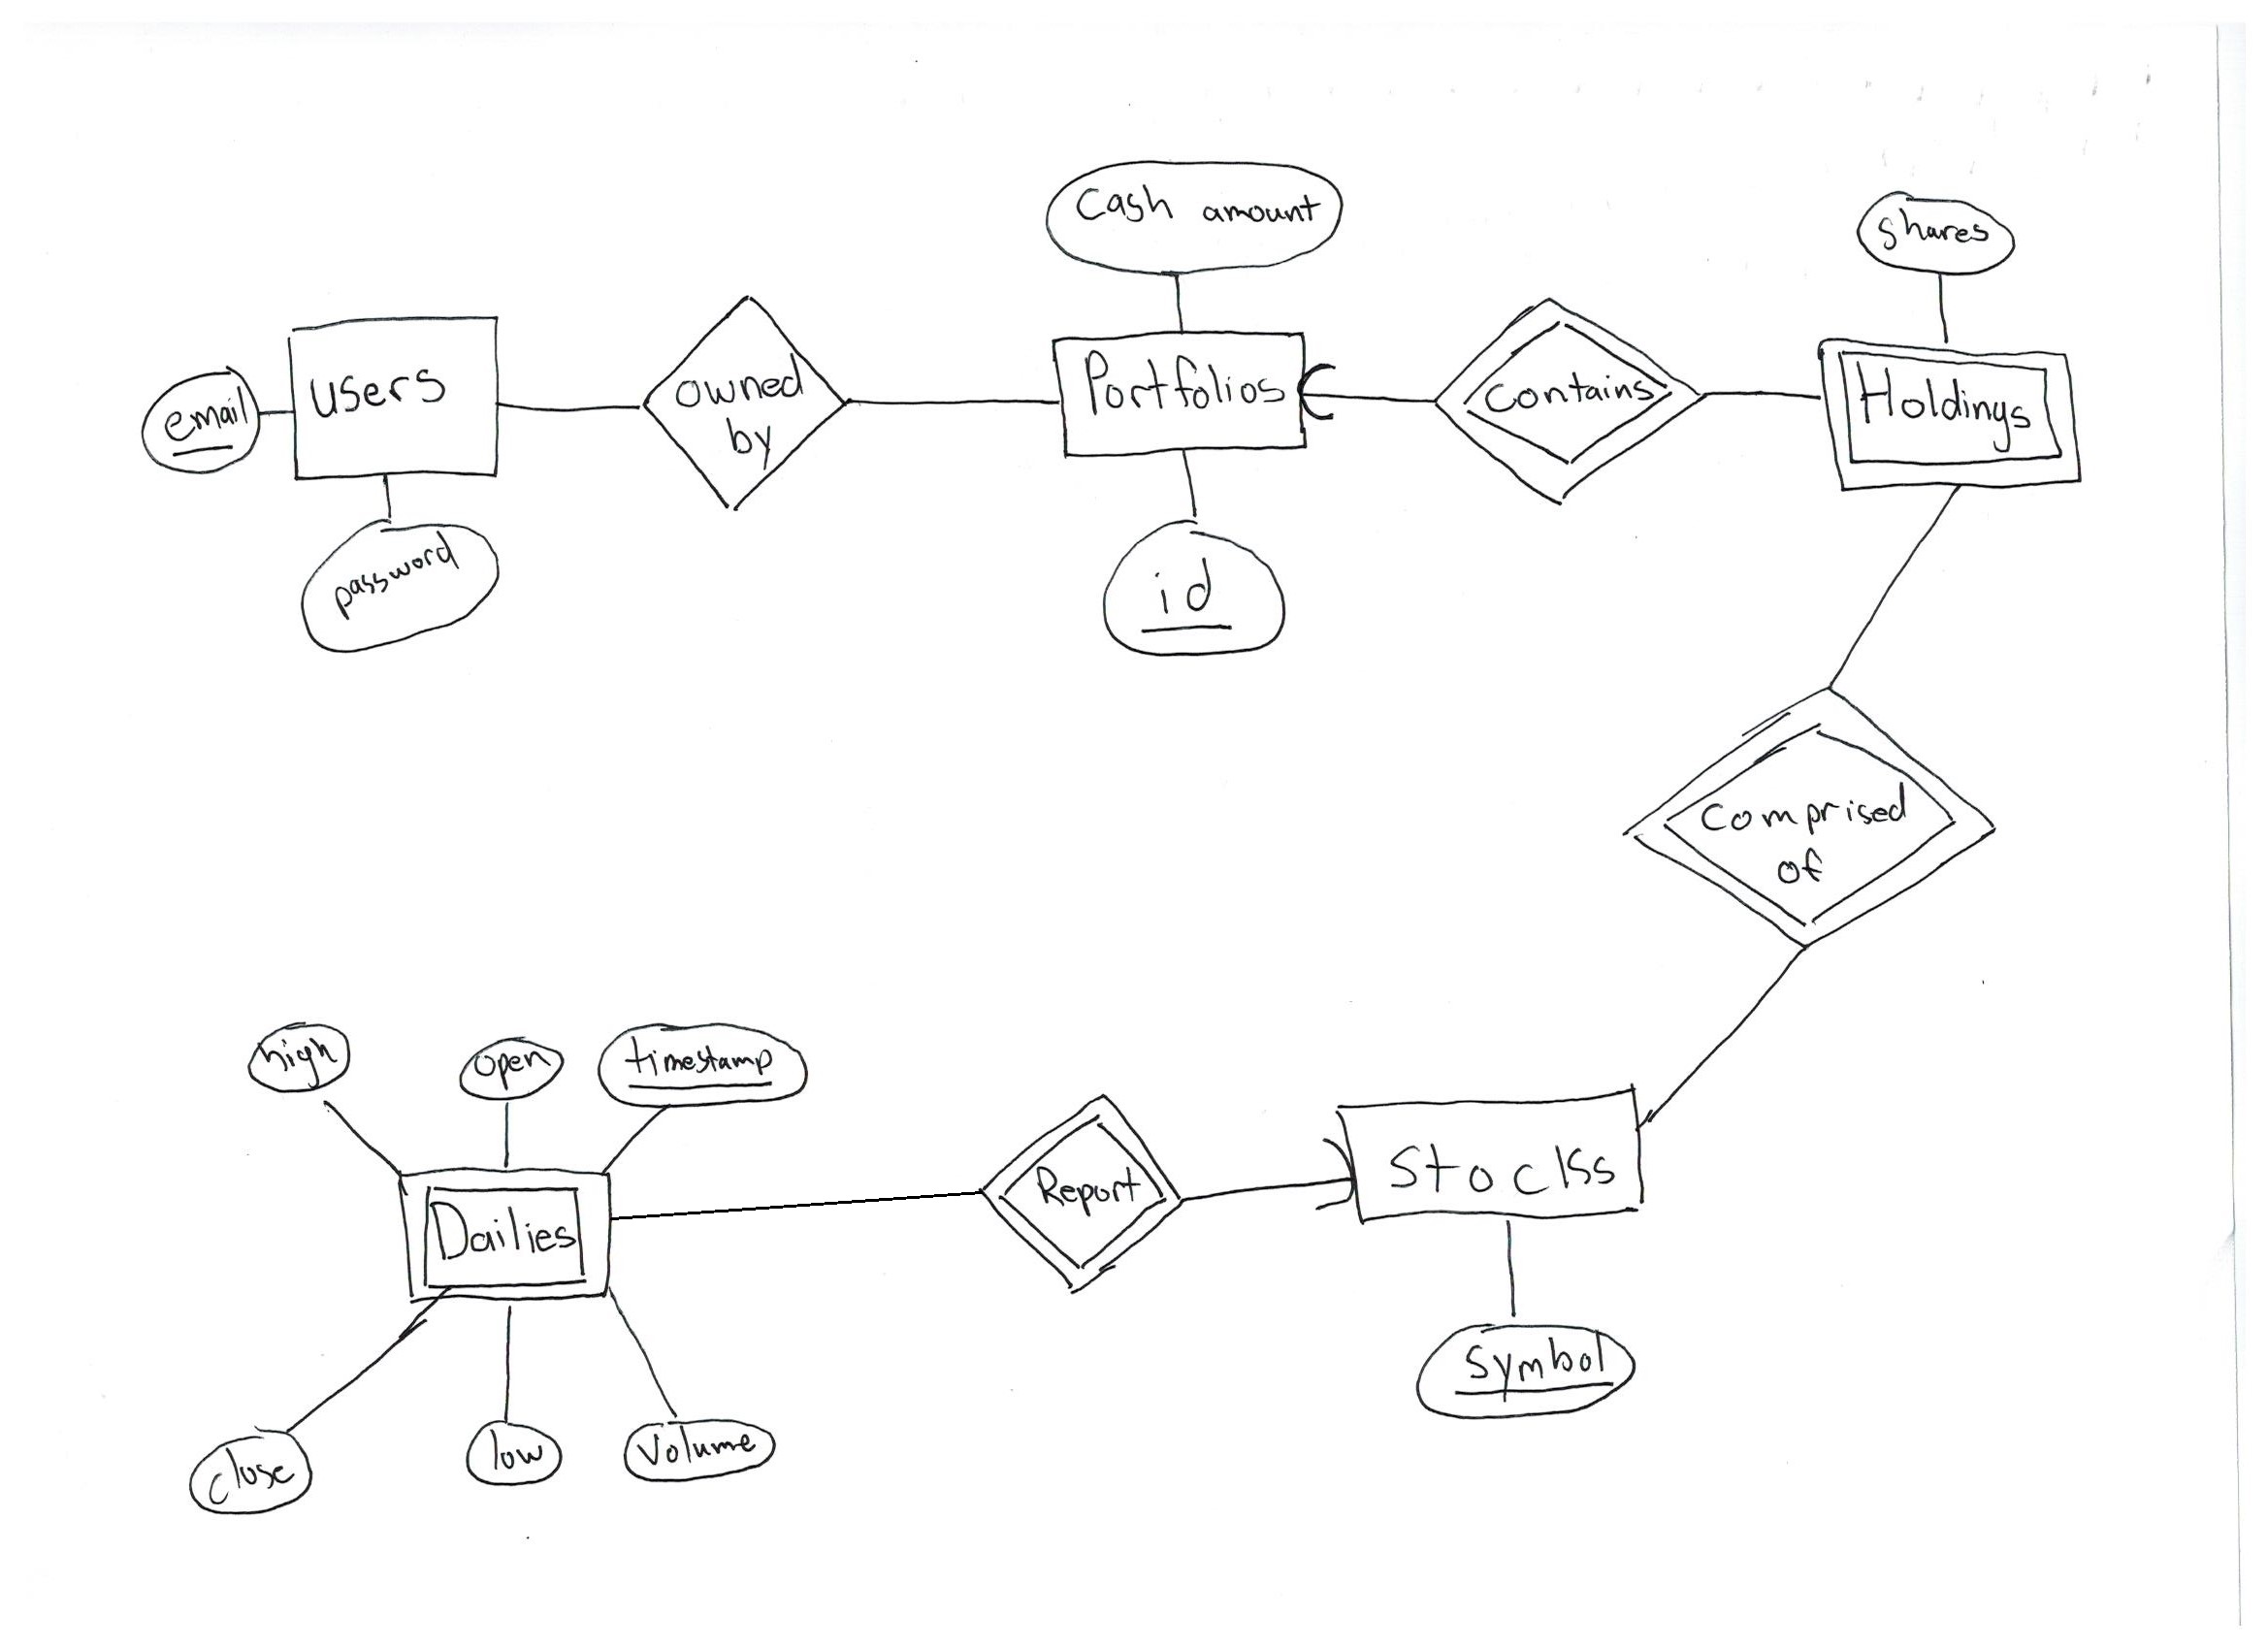 Cash amount
shares
users
owned
by
Portfolios
Contains
Holdings
email
password
id
Comprised
of
high
open
timestamp
Report
Stocks
Dailies
Symbol
close
low
Volume